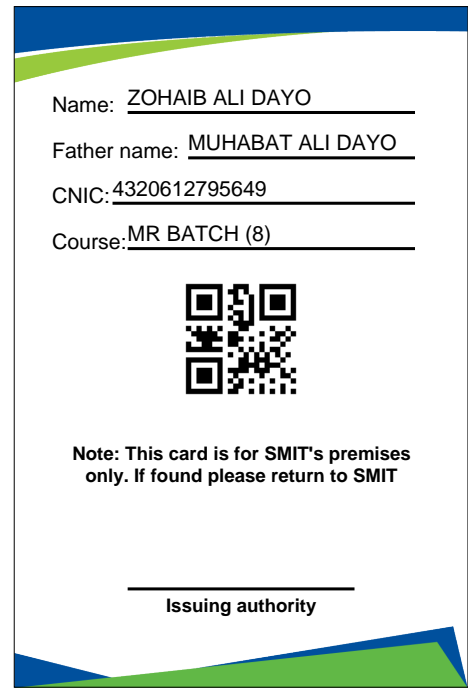 Name: ZOHAIB ALI DAYO
Father name: MUHABAT ALI DAYO
CNIC: 4320612795649
Course: MR BATCH (8)
Note: This card is for SMIT's premises
only. If found please return to SMIT
Issuing authority